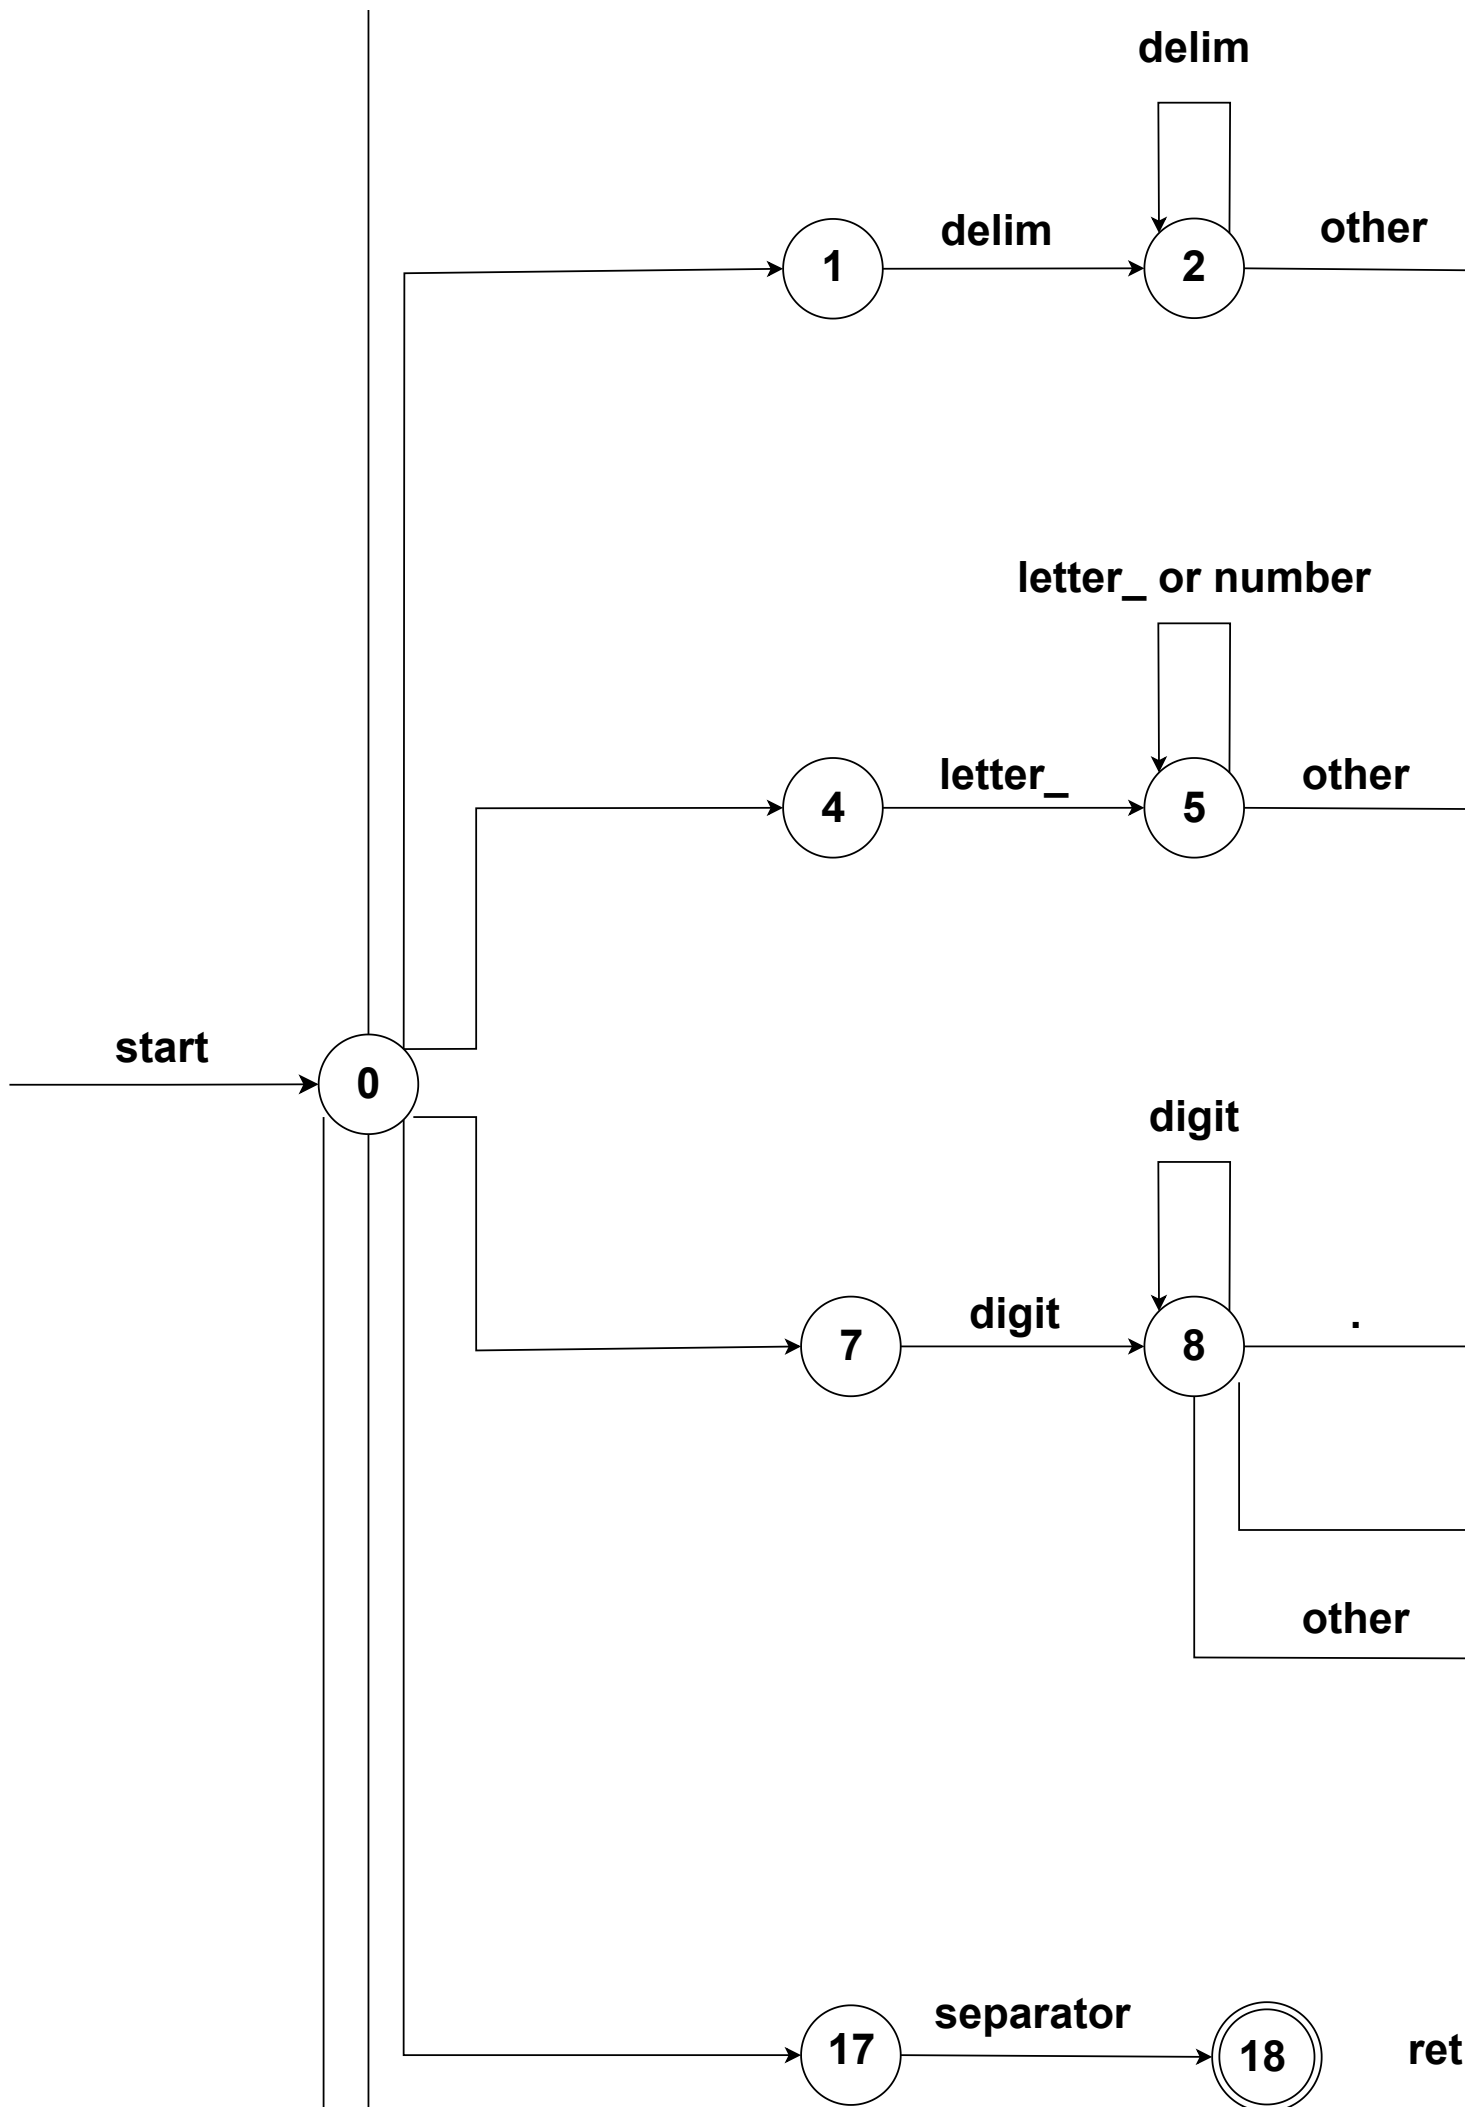 delim
1
delim
2
other
letter_ or number
4
letter_
5
other
start
0
digit
7
digit
8
.
other
17
separator
18
ret